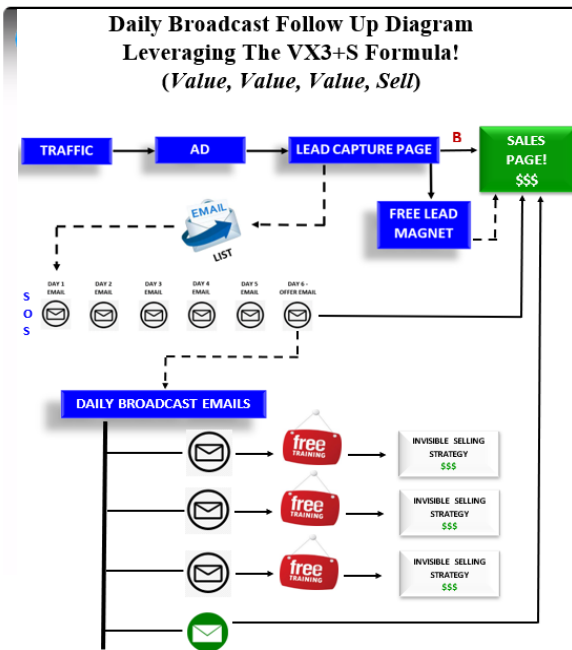 Daily Broadcast Follow Up Diagram
Leveraging The VX3+S Formula!
(Value, Value, Value, Sell)
TRAFFIC
AD
LEAD CAPTURE PAGE
B
SALES
PAGE!
$$$
FREE LEAD
MAGNET
EMAIL
LIST
S
O
S
DAY 1
EMAIL
DAY 2
EMAIL
DAY 3
EMAIL
DAY 4
EMAIL
DAY 5
EMAIL
DAY 6 -
OFFER EMAIL
DAILY BROADCAST EMAILS
free
TRAINING
INVISIBLE SELLING
STRATEGY
$$$
free
TRAINING
INVISIBLE SELLING
STRATEGY
$$$
free
TRAINING
INVISIBLE SELLING
STRATEGY
$$$